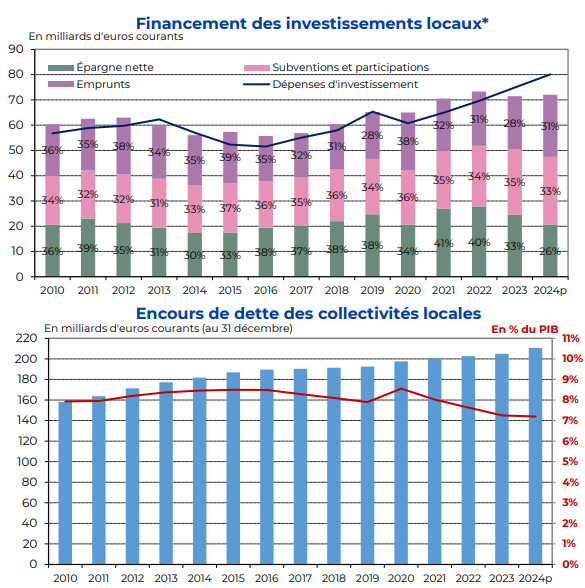 Financement des investissements locaux*
En milliards d'euros courants
Épargne nette
Subventions et participations
Emprunts
Dépenses d'investissement
90
80
70
60
50
40
30
20
10
0
36% 35% 38% 34% 35% 39% 35% 32% 31% 28% 38% 32% 31% 28% 31%
34% 32% 32% 31% 33% 37% 36% 35% 36% 34% 36% 35% 34% 35% 33%
36% 39% 35% 31% 30% 33% 38% 37% 38% 38% 34% 41% 40% 33% 26%
2010 2011 2012 2013 2014 2015 2016 2017 2018 2019 2020 2021 2022 2023 2024p
Encours de dette des collectivités locales
En milliards d'euros courants (au 31 décembre)
En % du PIB
220
200
180
160
140
120
100
80
60
40
20
0
11%
10%
9%
8%
7%
6%
5%
4%
3%
2%
1%
0%
2010 2011 2012 2013 2014 2015 2016 2017 2018 2019 2020 2021 2022 2023 2024p